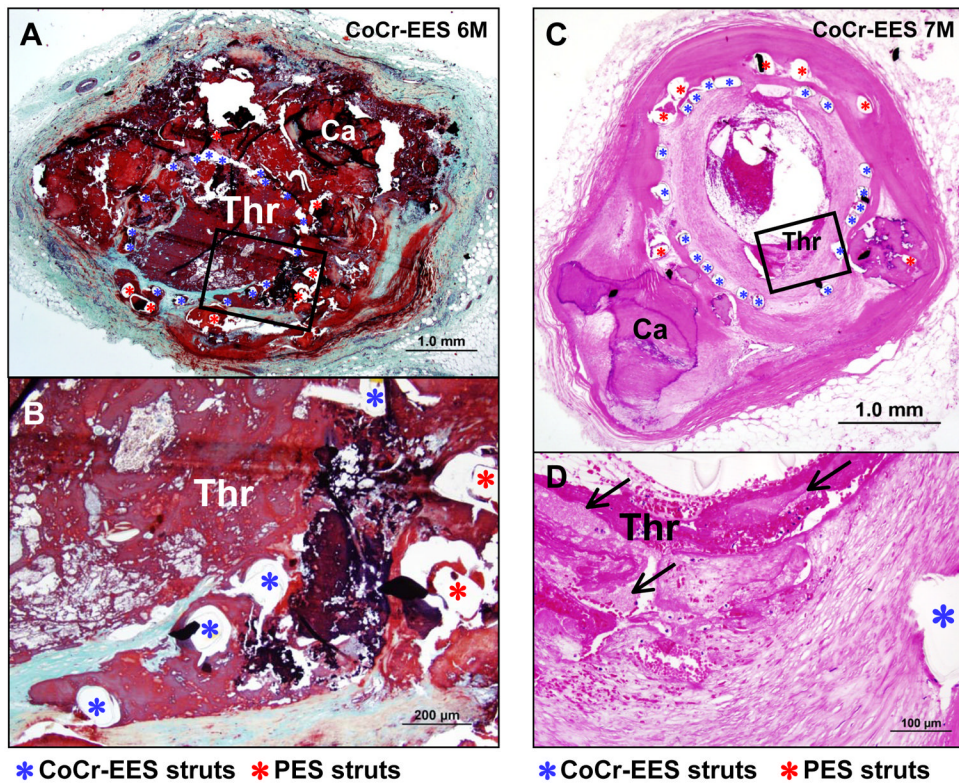 A
CoCr-EES 6M
Ca
Thr
1.0 mm
B
Thr
200 µm
* CoCr-EES struts * PES struts
C
CoCr-EES 7M
Thr
Ca
1.0 mm
D
Thr
*
100 µm
* CoCr-EES struts * PES struts